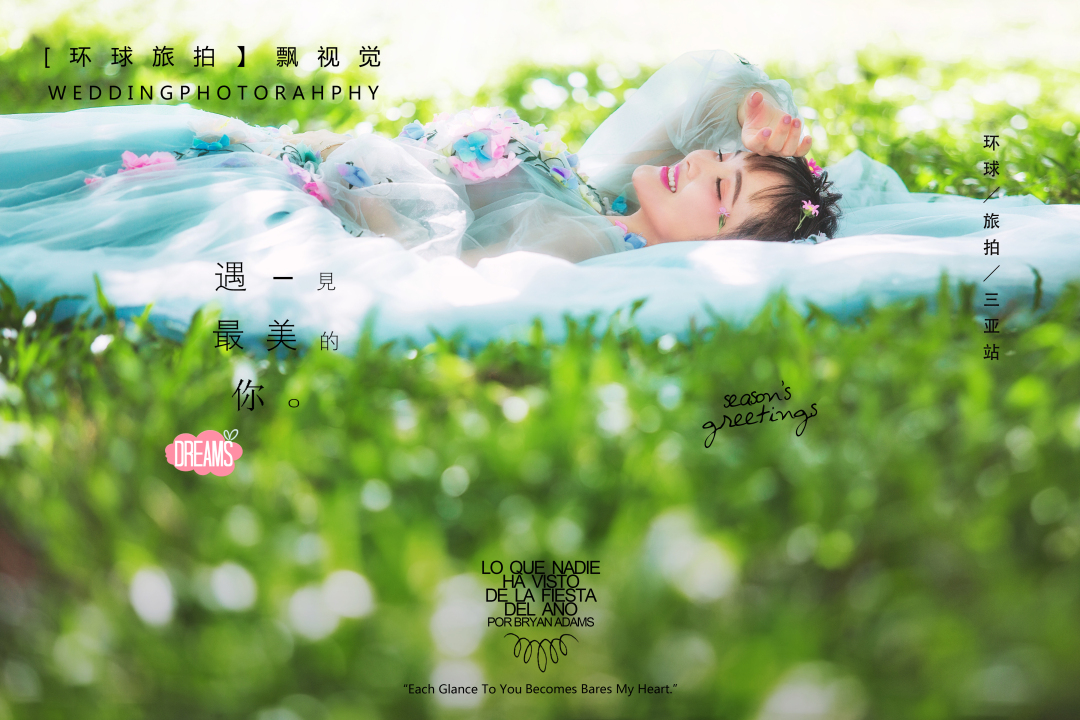 [ 环 球 旅 拍 】 飘 视 觉
WEDDINGPHOTORAHPHY
环球/旅拍/三亚站
遇 一 見
最 美 的
你 。
season's
greetings
DREAMS
LO QUE NADIE
HA VISTO
DE LA FIESTA
DEL AÑO
POR BRYAN ADAMS
“Each Glance To You Becomes Bares My Heart.”